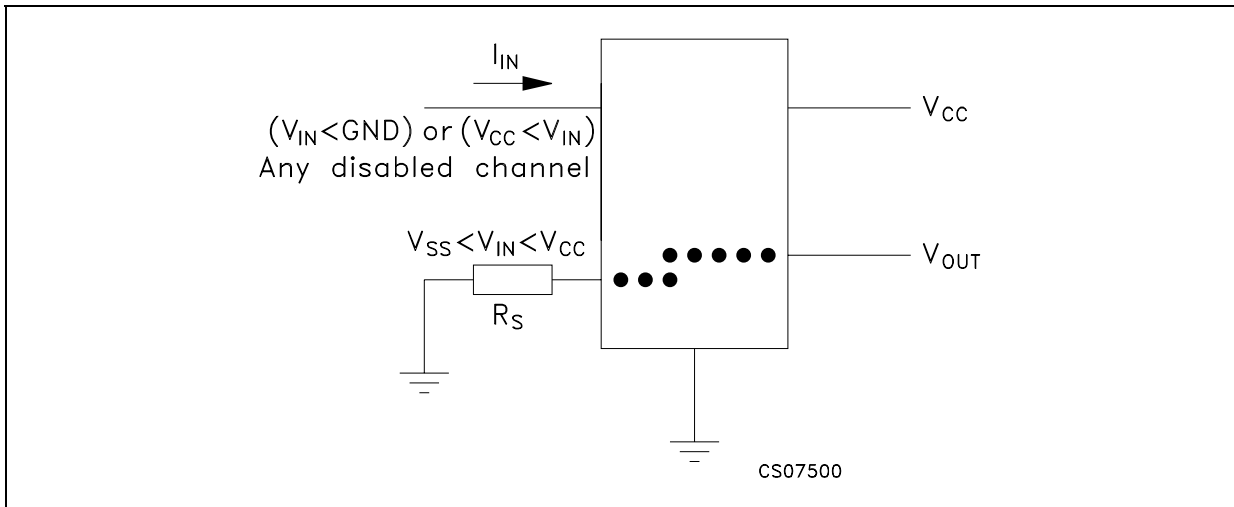 I_IN
(V_IN<GND) or (V_CC<V_IN)
V_CC
Any disabled channel
V_SS<V_IN<V_CC
V_OUT
R_S
CS07500